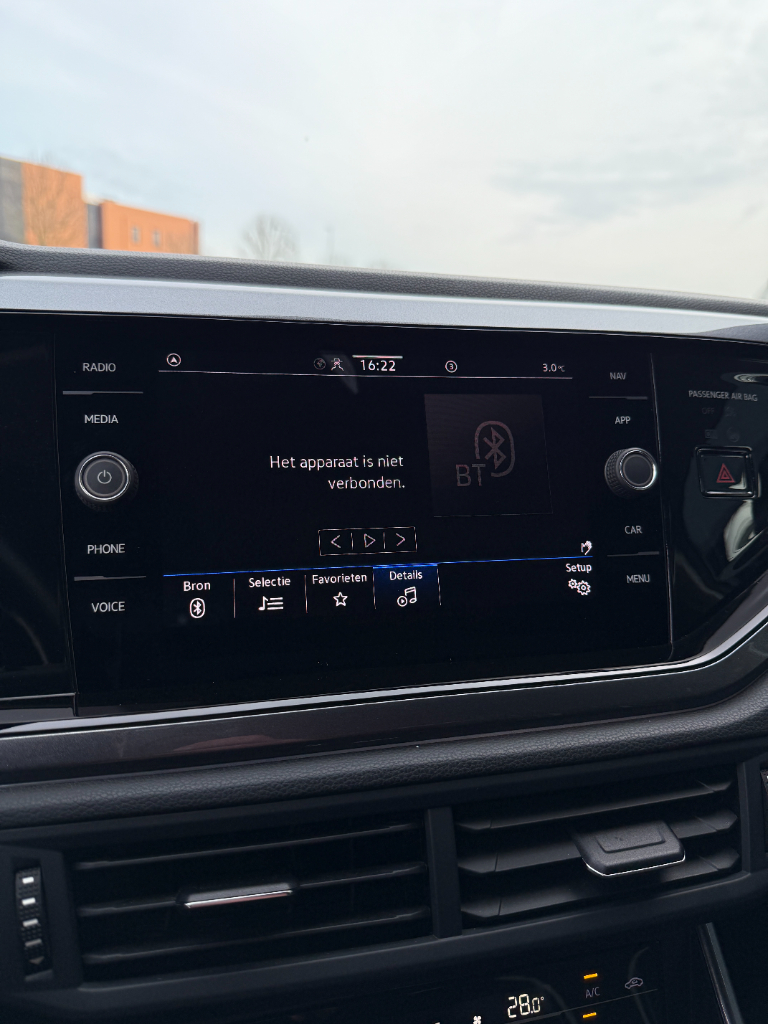 RADIO
MEDIA
PHONE
VOICE
16:22
3
3.0°C
Het apparaat is niet
verbonden.
BT
Bron
Selectie
Favorieten
Details
Setup
NAV
APP
CAR
MENU
PASSENGER AIR BAG
28.0°
A/C